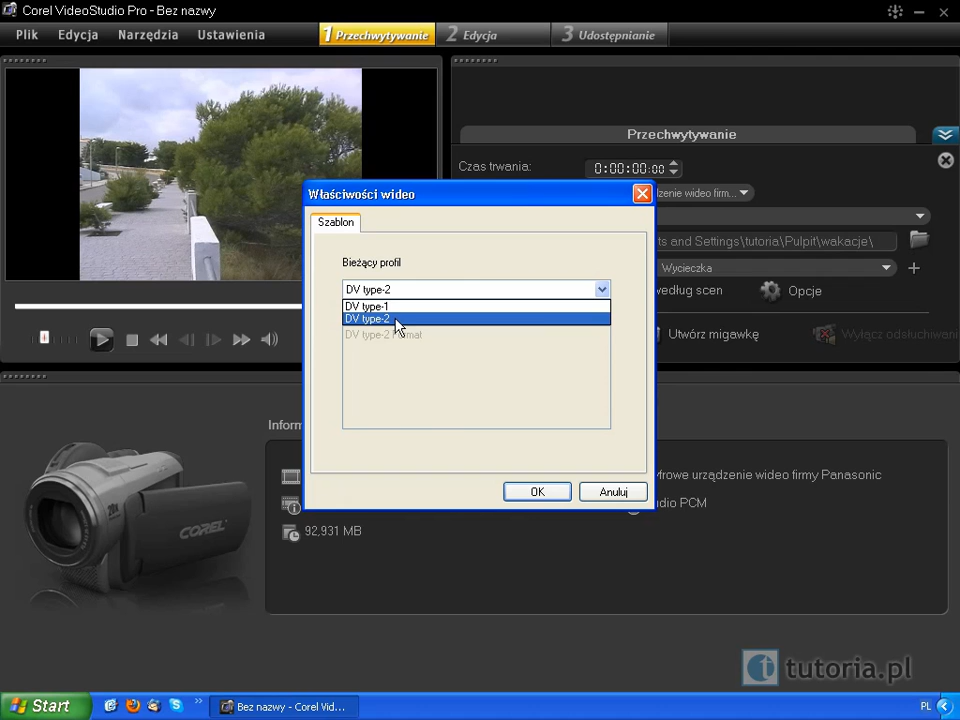 Corel VideoStudio Pro - Bez nazwy
Plik Edycja Narzędzia Ustawienia
1 Przechwytywanie 2 Edycja 3 Udostępnianie
Przechwytywanie
Czas trwania: 0:00:00:00
zenie wideo firm...
ts and Settings\tutoria\Pulpit\wakacje\
Wycieczka
według scen Opcje
Utwórz migawkę Wyłącz odsłuchiwani
Właściwości wideo
Szablon
Bieżący profil
DV type-2
DV type-1
DV type-2
DV type-2 Format
OK Anuluj
Inform
yfrowe urządzenie wideo firmy Panasonic
dio PCM
92,931 MB
20x
COREL
tutoria.pl
Start
Bez nazwy - Corel Vid...
PL